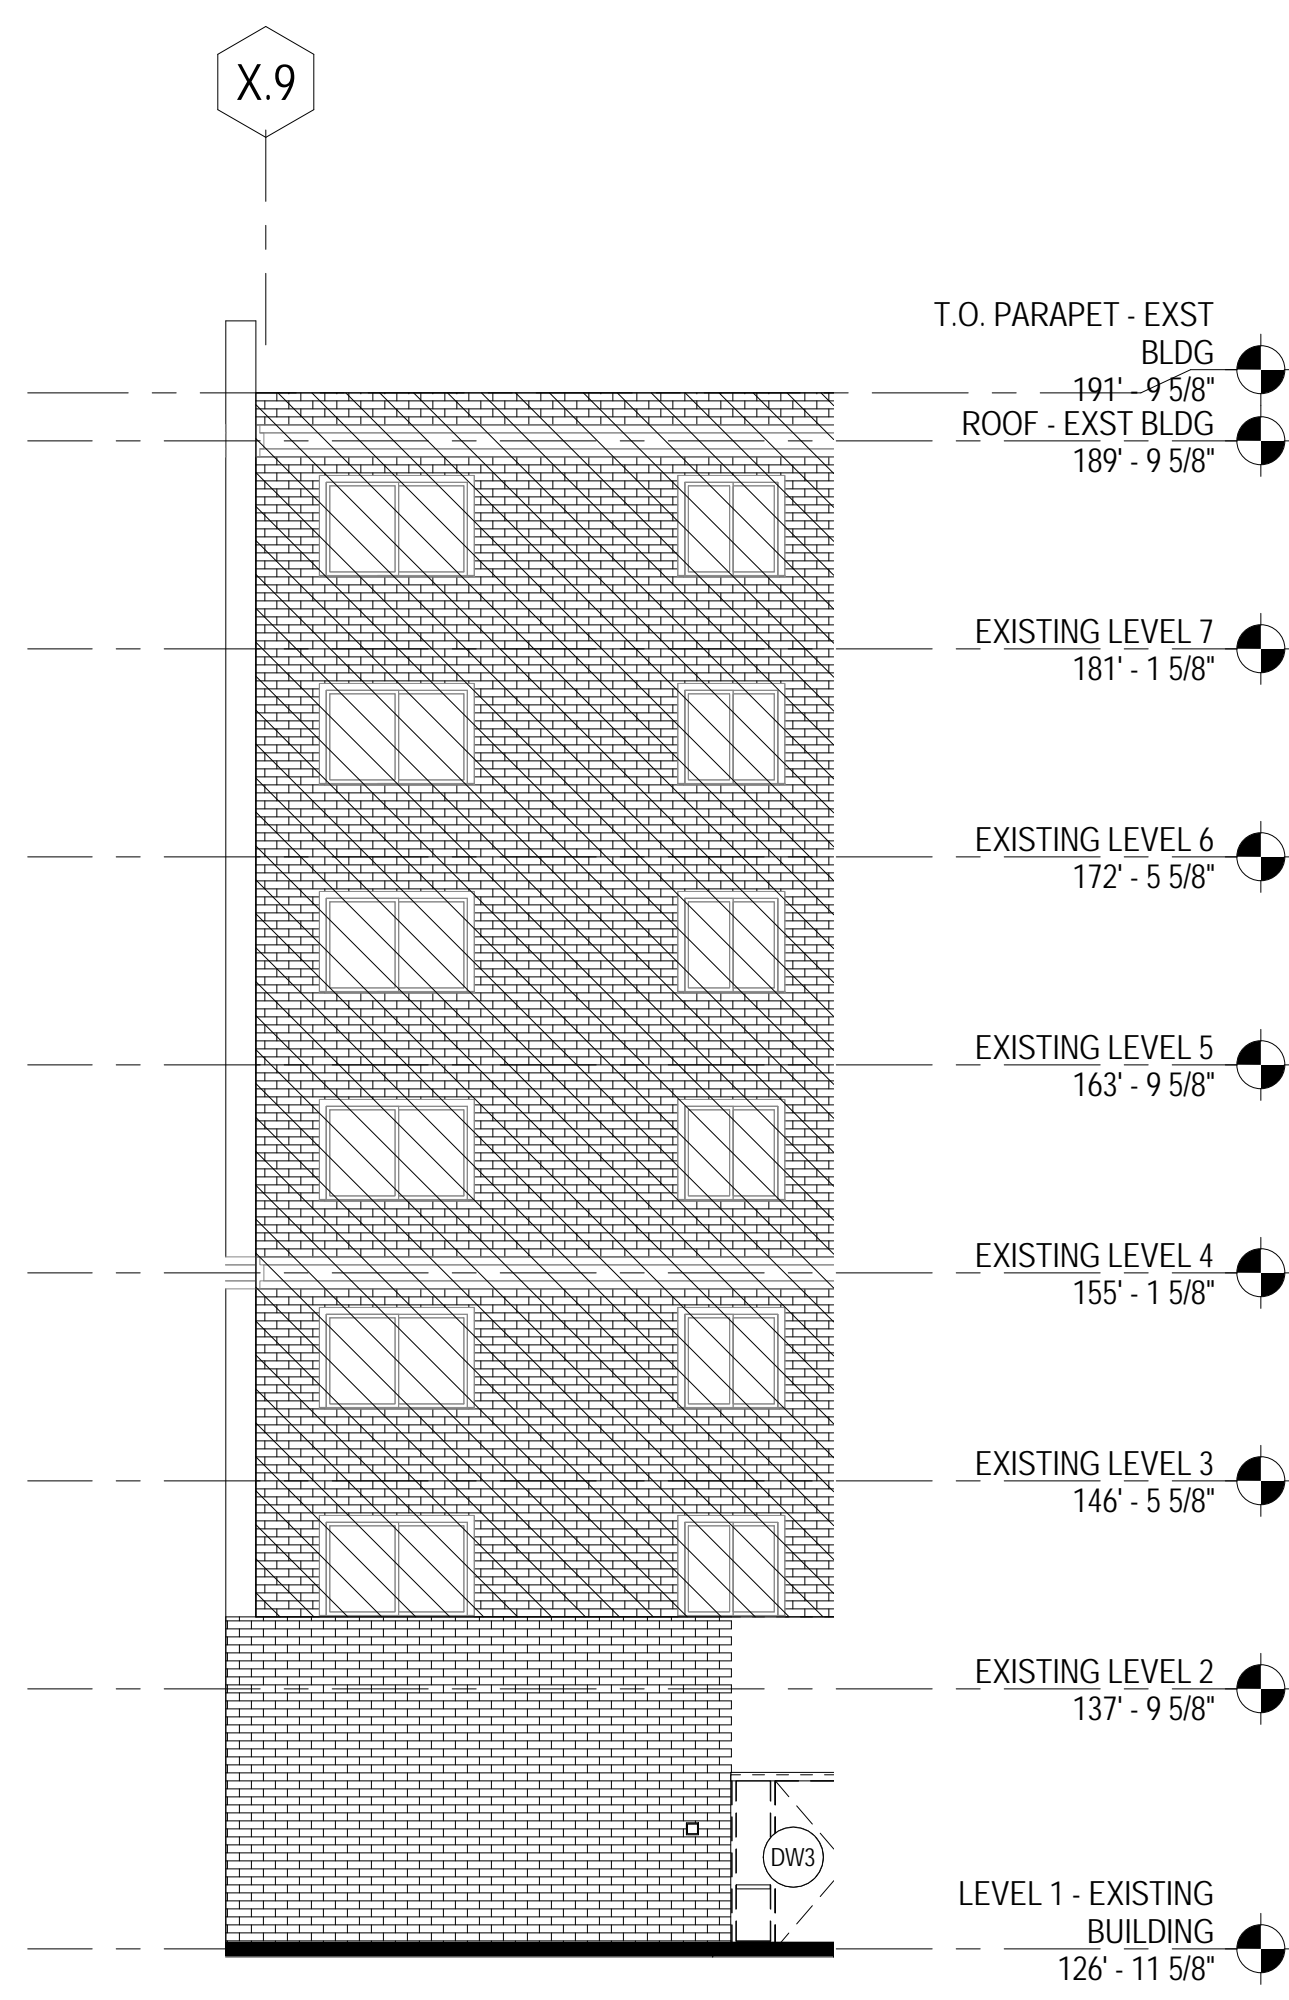 X.9
T.O. PARAPET - EXST
BLDG
191' - 9 5/8"
ROOF - EXST BLDG
189' - 9 5/8"
EXISTING LEVEL 7
181' - 1 5/8"
EXISTING LEVEL 6
172' - 5 5/8"
EXISTING LEVEL 5
163' - 9 5/8"
EXISTING LEVEL 4
155' - 1 5/8"
EXISTING LEVEL 3
146' - 5 5/8"
EXISTING LEVEL 2
137' - 9 5/8"
DW3
LEVEL 1 - EXISTING
BUILDING
126' - 11 5/8"